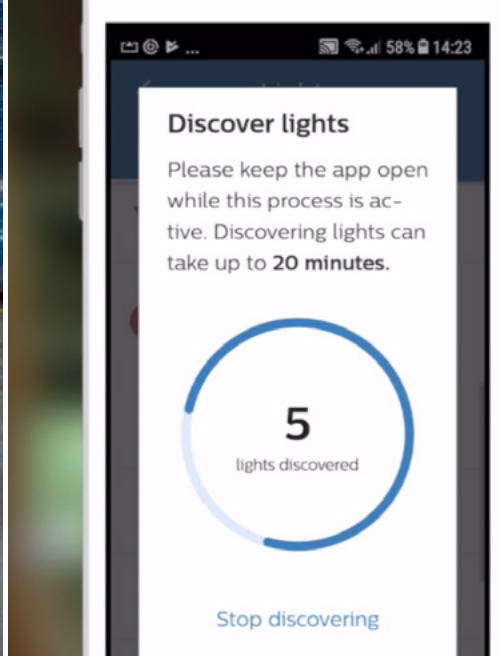 ... 58% 14:23
Discover lights
Please keep the app open
while this process is ac-
tive. Discovering lights can
take up to 20 minutes.
5
lights discovered
Stop discovering